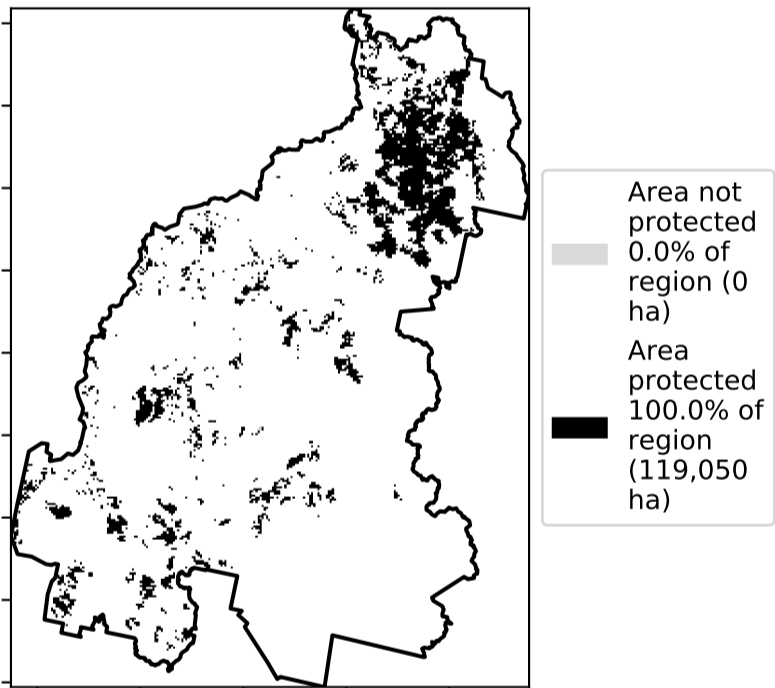 Area not
protected
0.0% of
region (0
ha)
Area
protected
100.0% of
region
(119,050
ha)